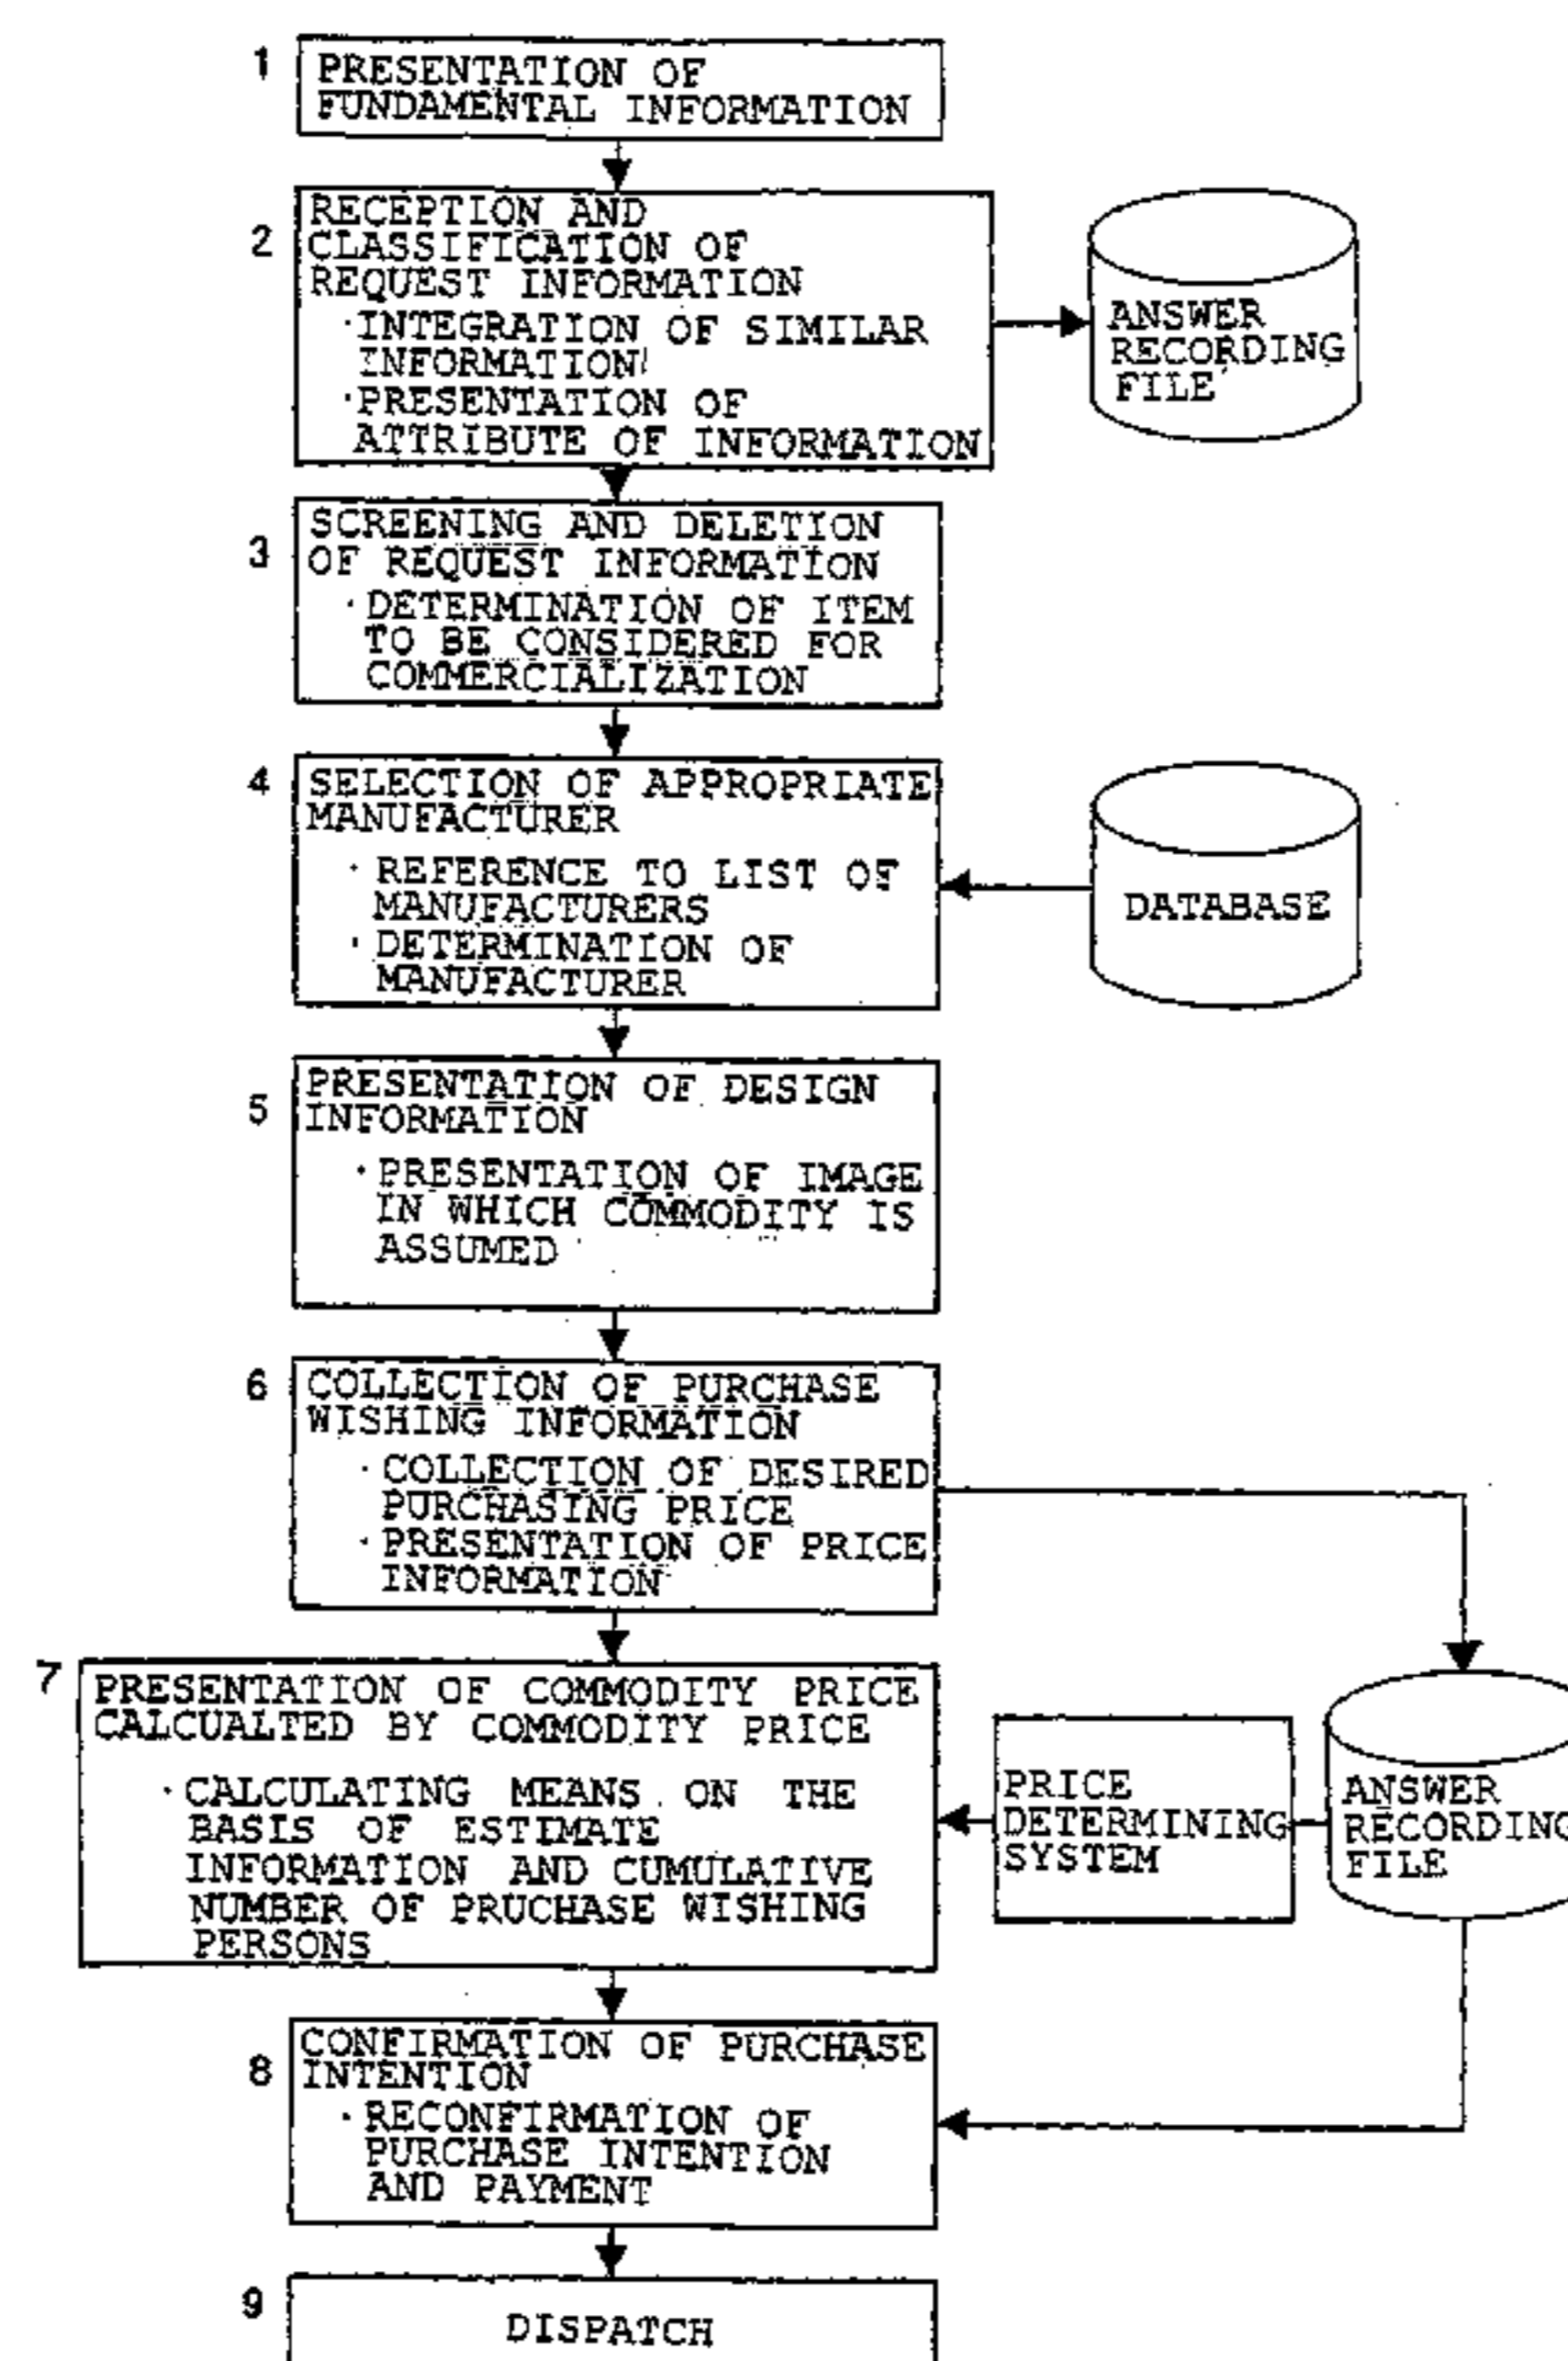 1
PRESENTATION OF
FUNDAMENTAL INFORMATION
2
RECEPTION AND
CLASSIFICATION OF
REQUEST INFORMATION
·INTEGRATION OF SIMILAR
INFORMATION
·PRESENTATION OF
ATTRIBUTE OF INFORMATION
ANSWER
RECORDING
FILE
3
SCREENING AND DELETION
OF REQUEST INFORMATION
·DETERMINATION OF ITEM
TO BE CONSIDERED FOR
COMMERCIALIZATION
4
SELECTION OF APPROPRIATE
MANUFACTURER
· REFERENCE TO LIST OF
MANUFACTURERS
· DETERMINATION OF
MANUFACTURER
DATABASE
5
PRESENTATION OF DESIGN
INFORMATION
·PRESENTATION OF IMAGE
IN WHICH COMMODITY IS
ASSUMED
6
COLLECTION OF PURCHASE
WISHING INFORMATION
·COLLECTION OF DESIRED
PURCHASING PRICE
·PRESENTATION OF PRICE
INFORMATION
7
PRESENTATION OF COMMODITY PRICE
CALCUALTED BY COMMODITY PRICE
·CALCULATING MEANS ON THE
BASIS OF ESTIMATE
INFORMATION AND CUMULATIVE
NUMBER OF PRUCHASE WISHING
PERSONS
PRICE
DETERMINING
SYSTEM
ANSWER
RECORDING
FILE
8
CONFIRMATION OF PURCHASE
INTENTION
·RECONFIRMATION OF
PURCHASE INTENTION
AND PAYMENT
9
DISPATCH